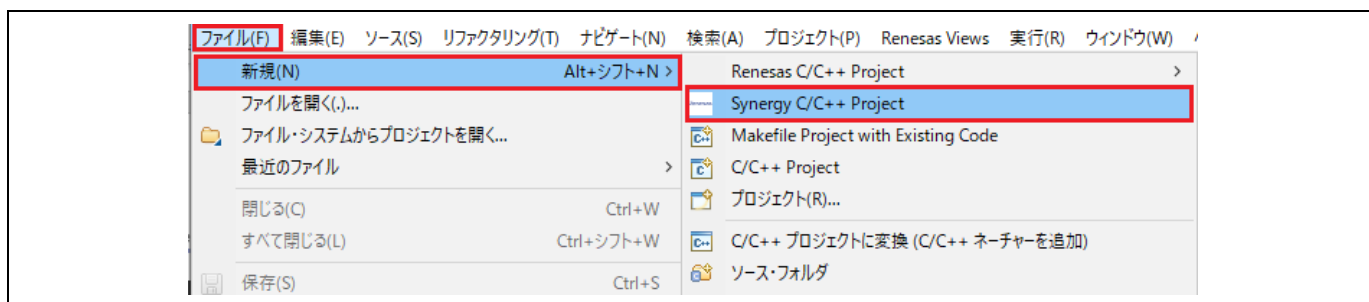 ファイル(F) 編集(E) ソース(S) リファクタリング(T) ナビゲート(N) 検索(A) プロジェクト(P) Renesas Views 実行(R) ウィンドウ(W)
新規(N) Alt+シフト+N >
ファイルを開く(.)...
ファイル・システムからプロジェクトを開く...
最近のファイル >
閉じる(C) Ctrl+W
すべて閉じる(L) Ctrl+シフト+W
保存(S) Ctrl+S
Renesas C/C++ Project >
Synergy C/C++ Project
Makefile Project with Existing Code
C/C++ Project
プロジェクト(R)...
C/C++ プロジェクトに変換 (C/C++ ネーチャーを追加)
ソース・フォルダ